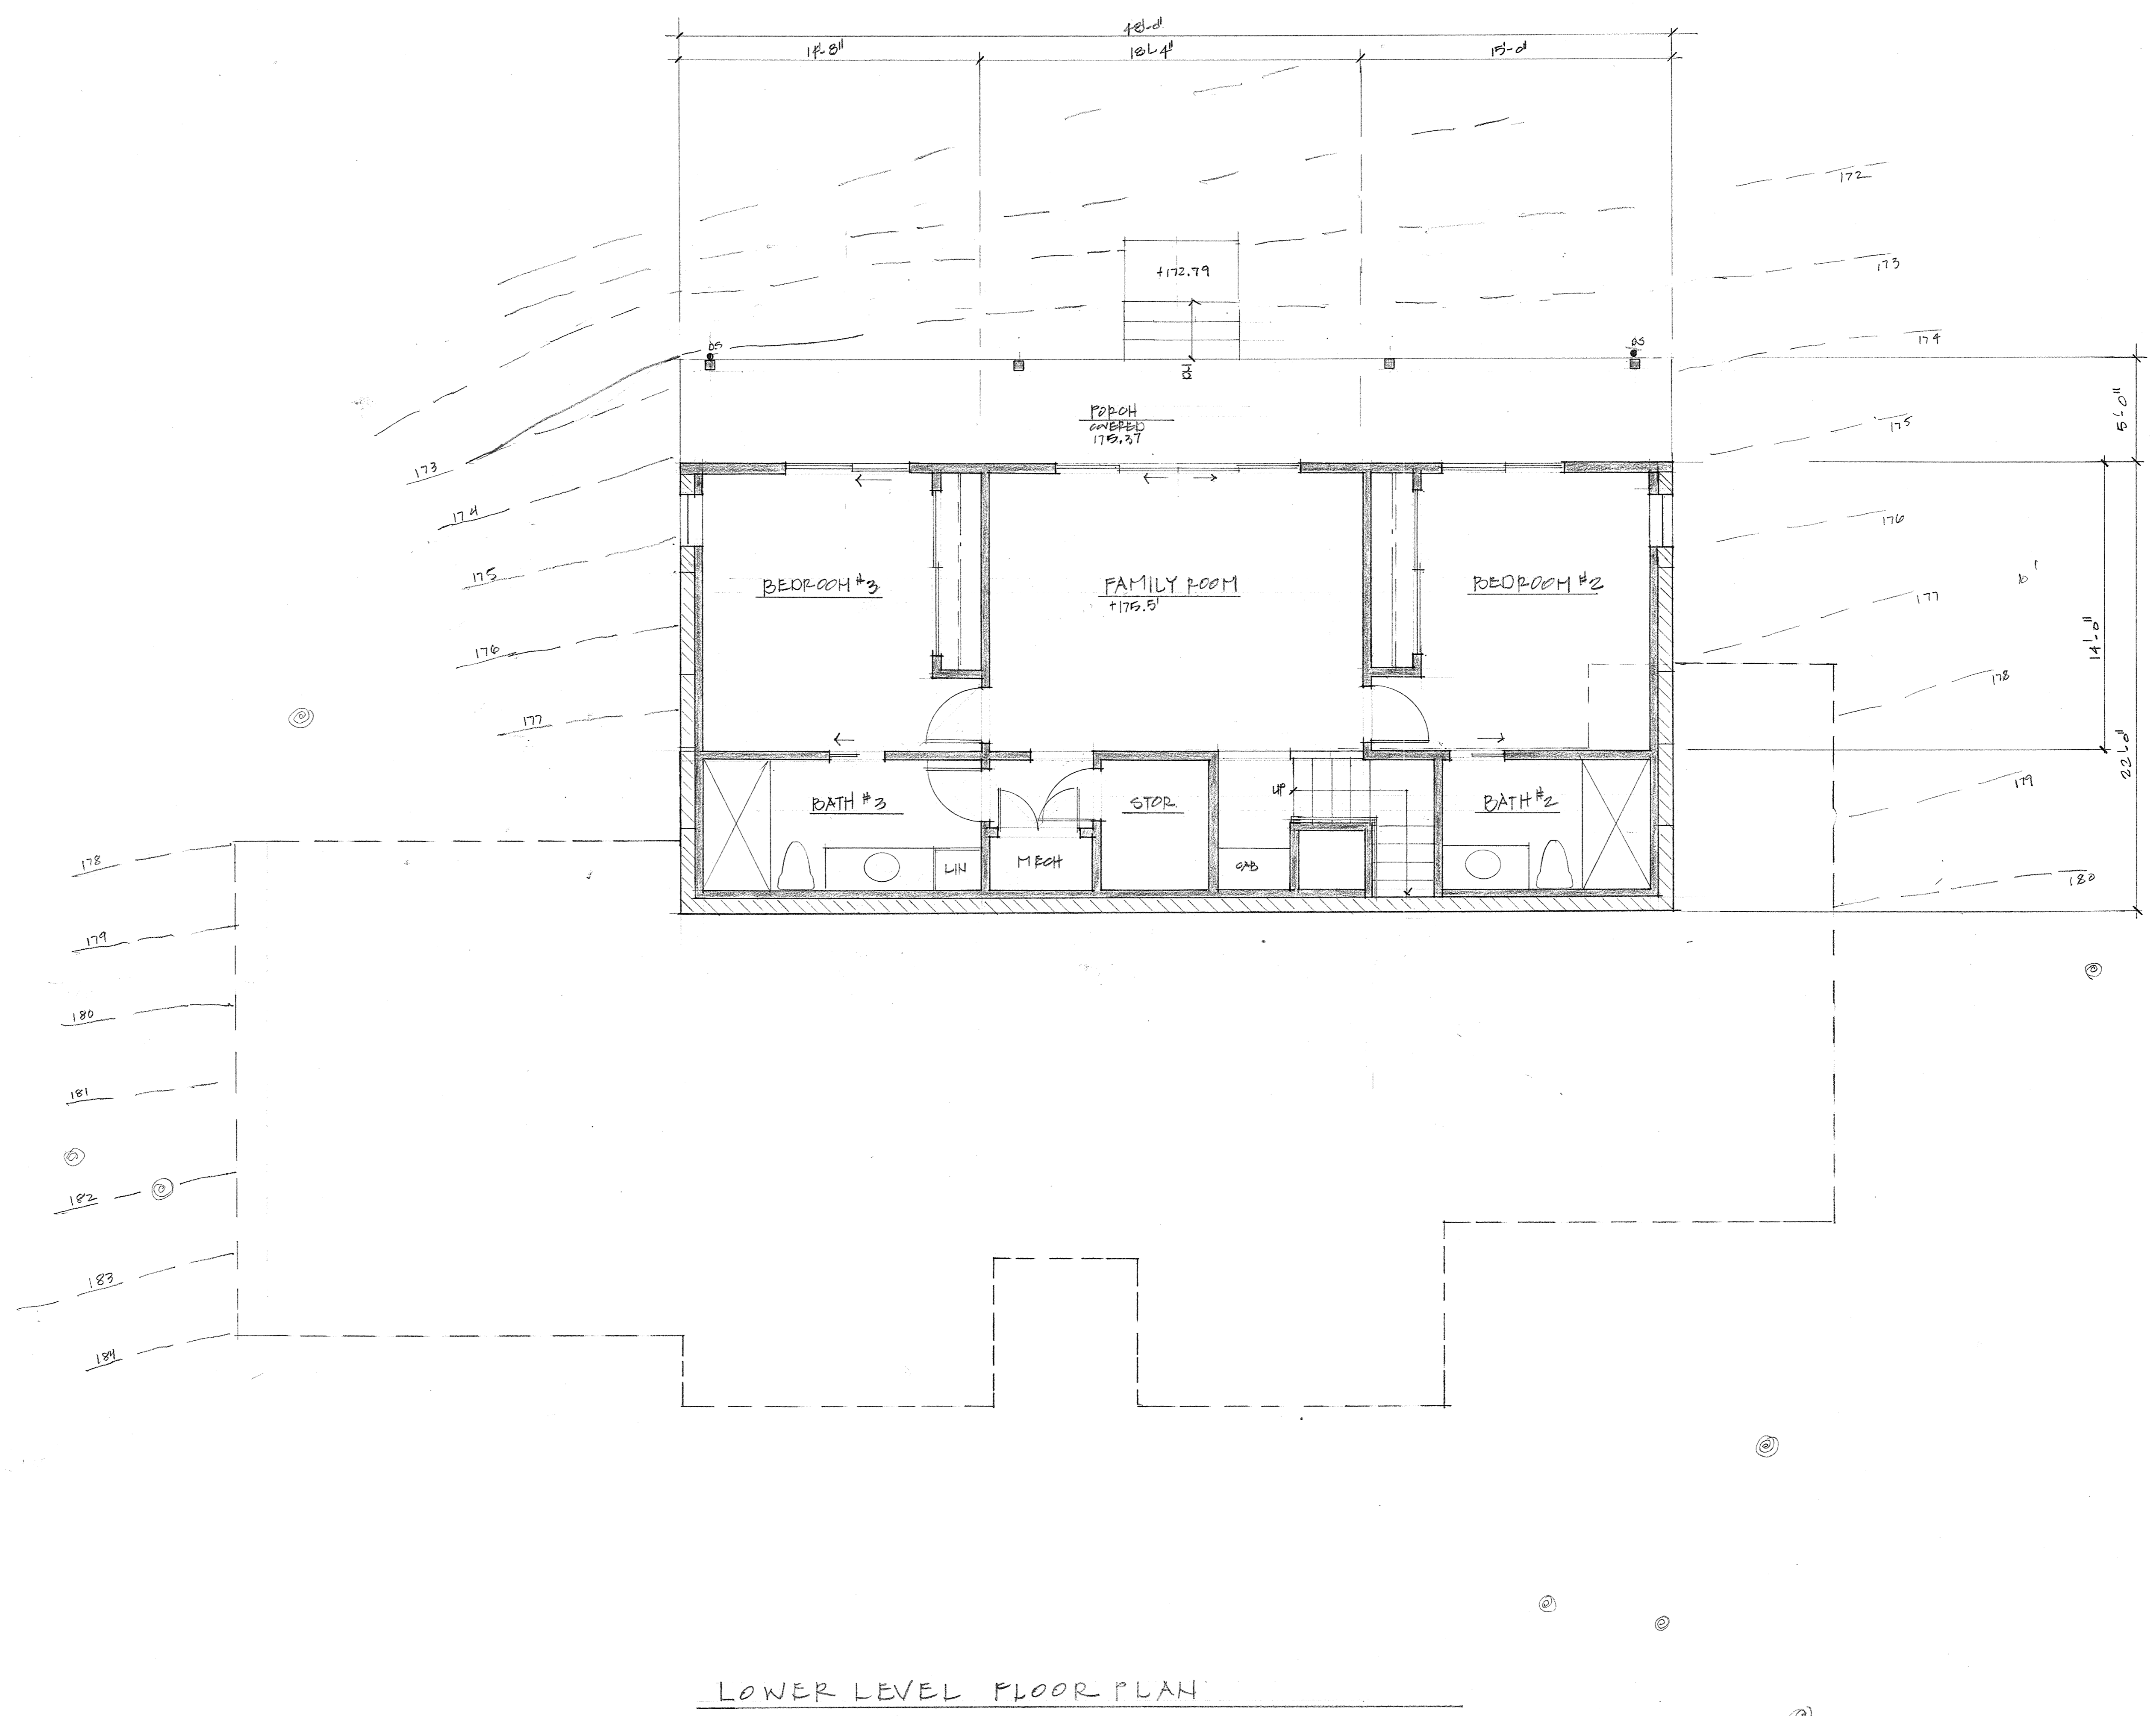 48'-0"
14'-8"
18'-4"
15'-0"
172
173
+172.79
174
DS
DS
DN
5'-0"
PORCH
COVERED
175.37
175
173
174
176
175
BEDROOM #3
FAMILY ROOM
+175.5'
BEDROOM #2
10'
177
14'-0"
176
178
177
22'-0"
179
BATH #3
STOR.
UP
BATH #2
178
LIN
MECH
CAB
180
179
180
181
182
183
184
LOWER LEVEL FLOOR PLAN